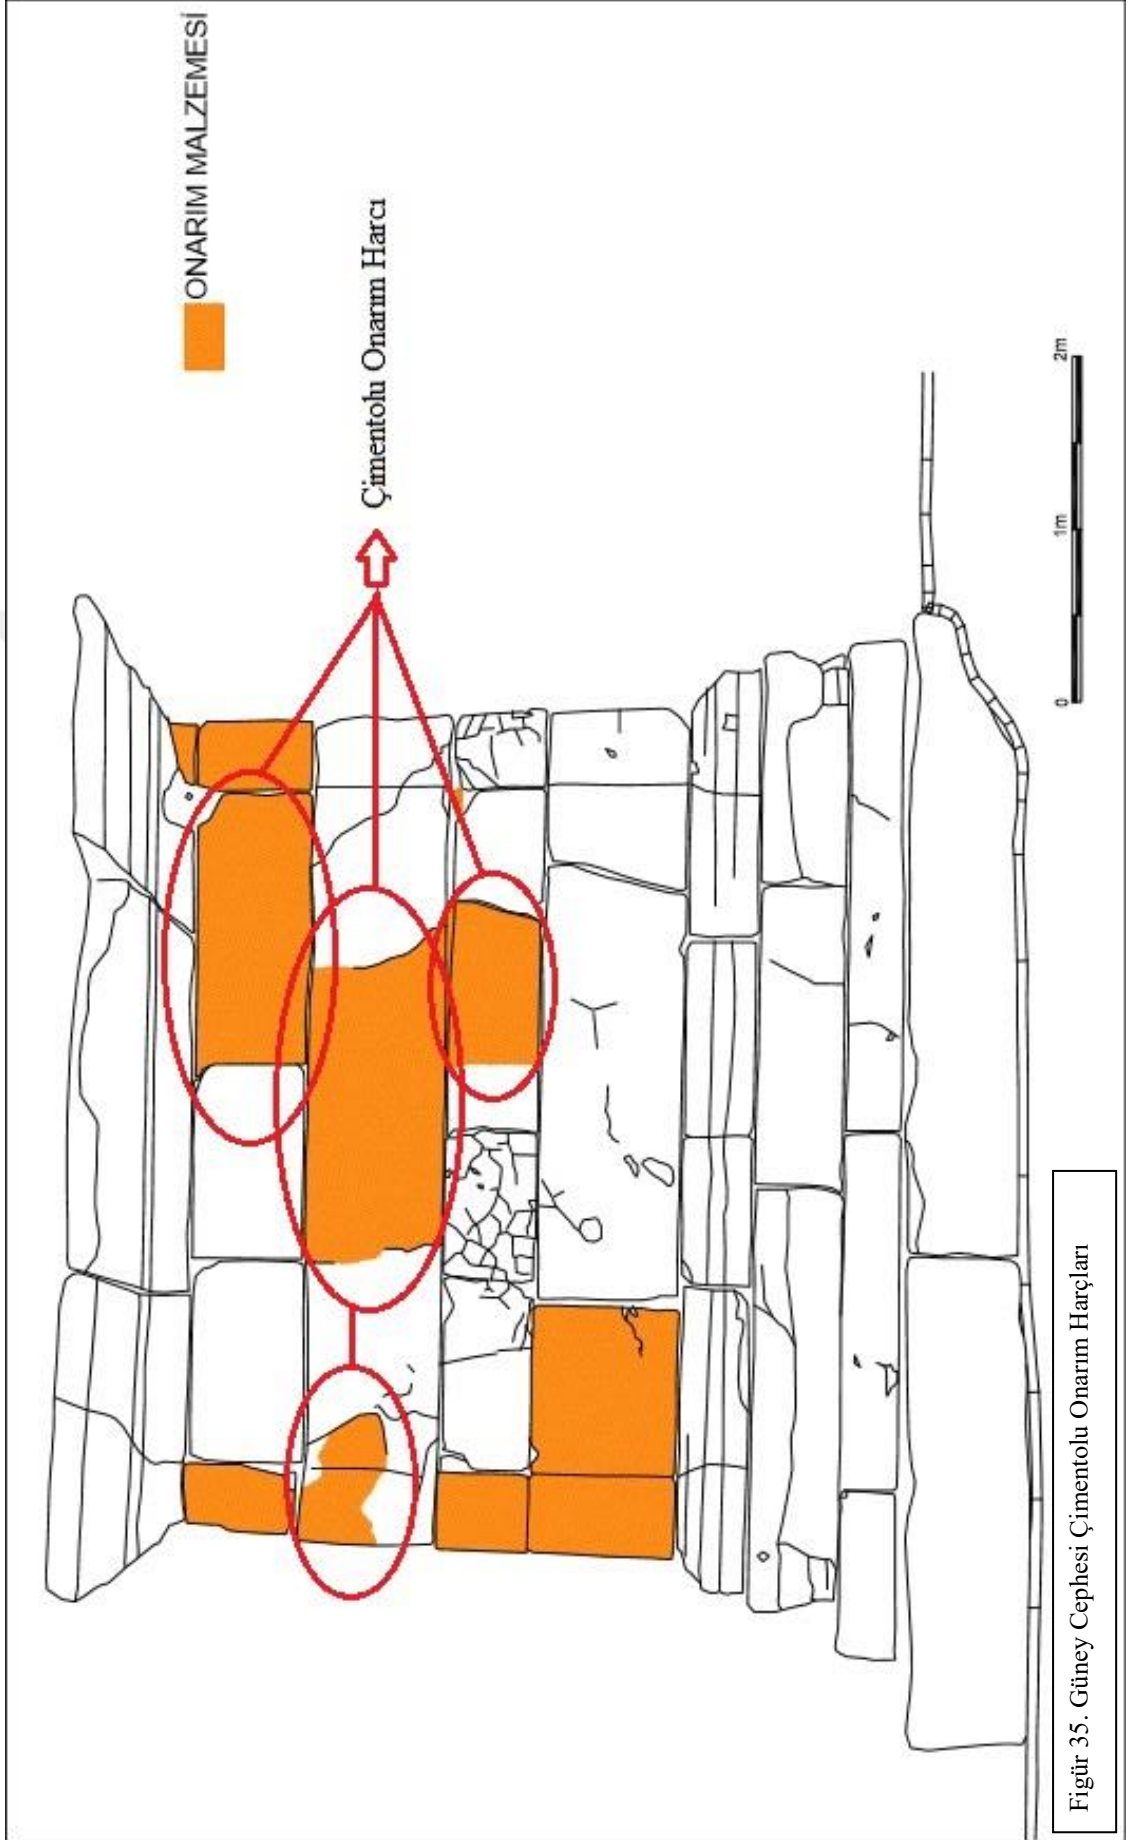 ONARIM MALZEMESİ
Çimentolu Onarım Harcı
0 1m 2m
Figür 35. Güney Cephesi Çimentolu Onarım Harçları